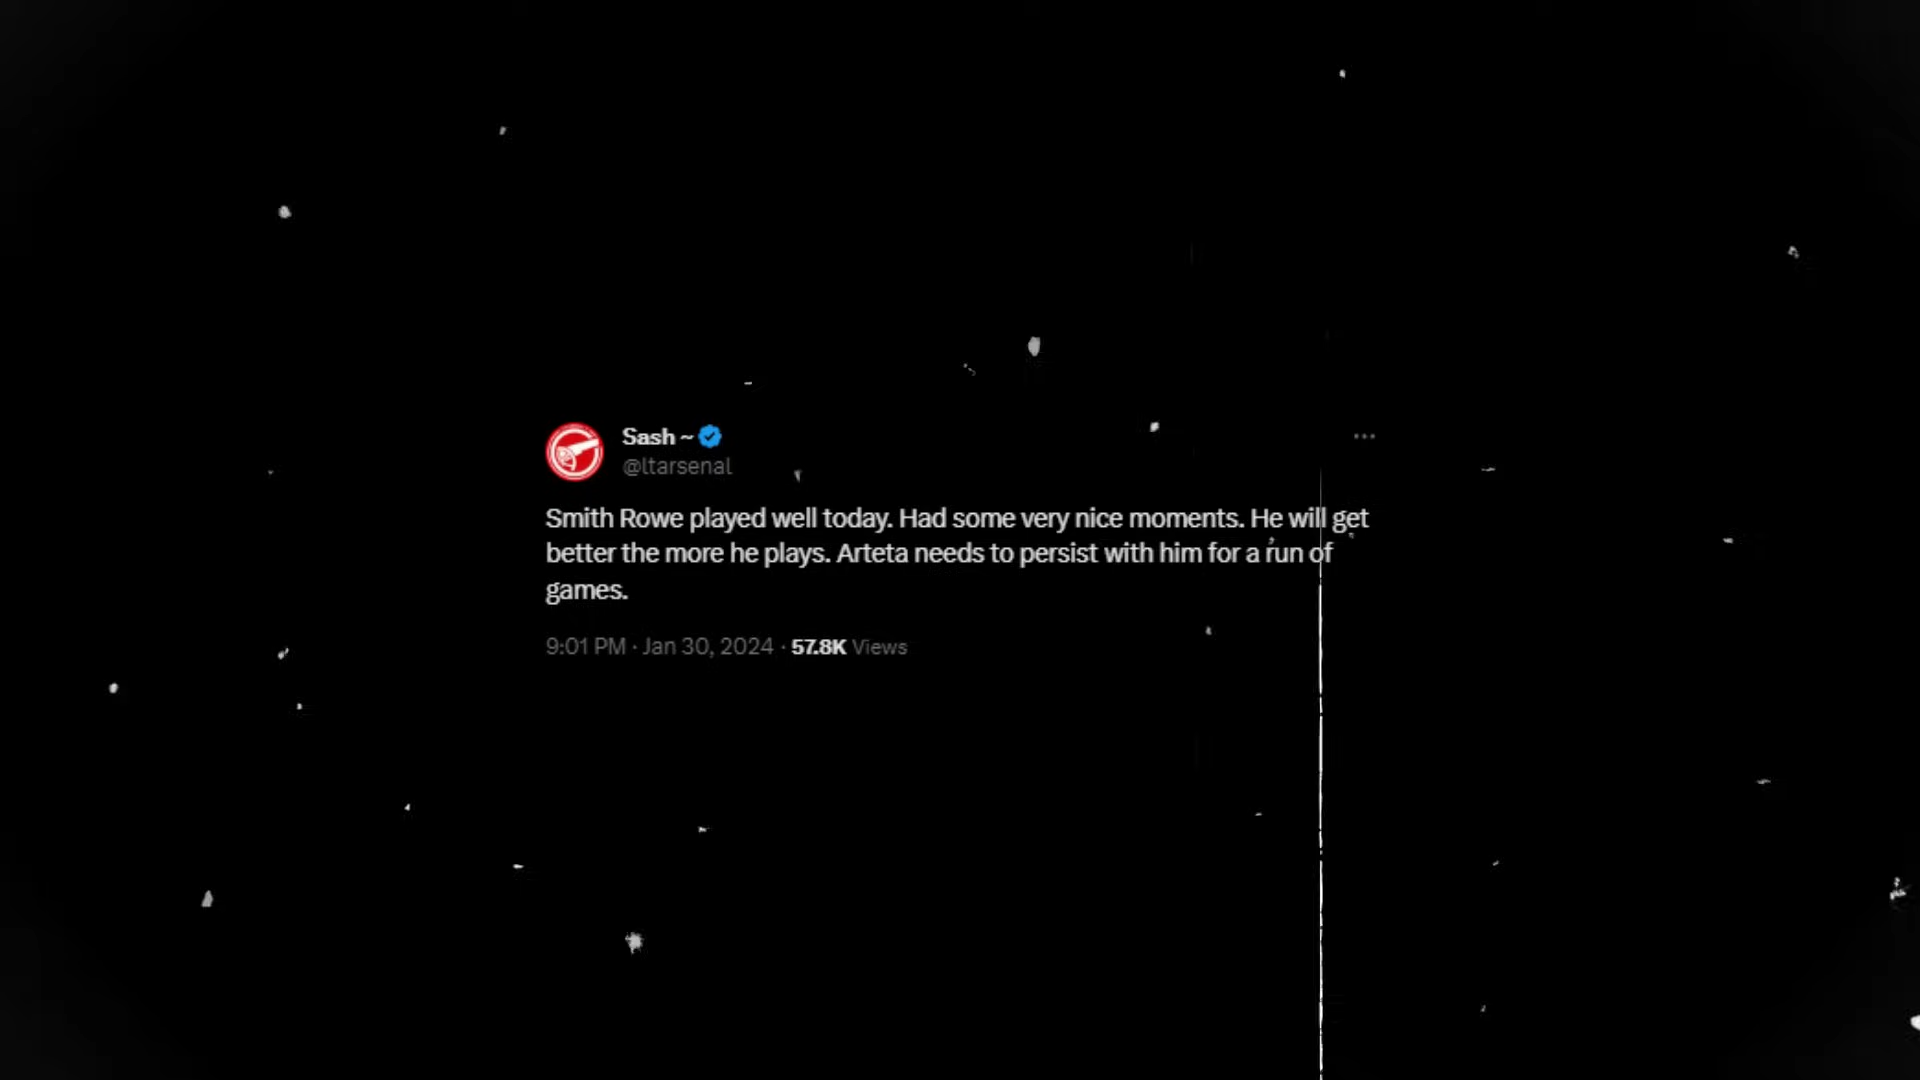 Sash ~
@ltarsenal
Smith Rowe played well today. Had some very nice moments. He will get
better the more he plays. Arteta needs to persist with him for a run of
games.
9:01 PM · Jan 30, 2024 · 57.8K Views